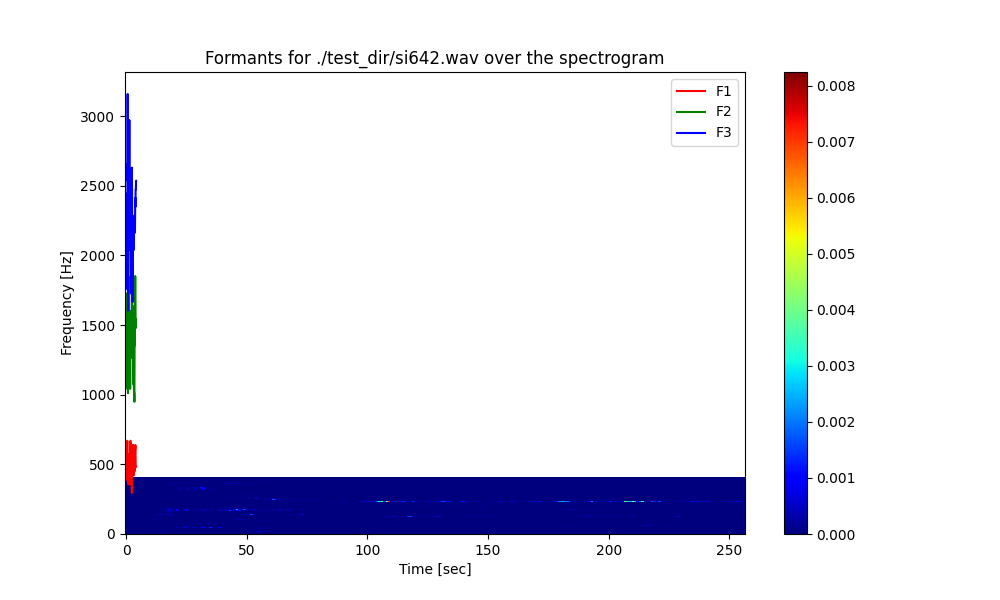 Formants for ./test_dir/si642.wav over the spectrogram
F1
F2
F3
Frequency [Hz]
3000
2500
2000
1500
1000
500
0
0 50 100 150 200 250
Time [sec]
0.008
0.007
0.006
0.005
0.004
0.003
0.002
0.001
0.000